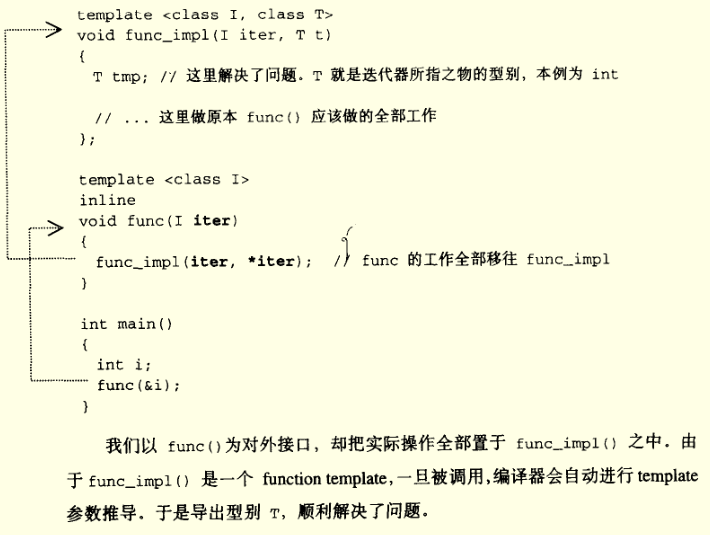 template <class I, class T>
void func_impl(I iter, T t)
{
T tmp; // 这里解决了问题。T 就是迭代器所指之物的型别，本例为 int
// ... 这里做原本 func() 应该做的全部工作
};
template <class I>
inline
void func(I iter)
{
func_impl(iter, *iter); // func 的工作全部移往 func_impl
}
int main()
{
int i;
func(&i);
}
我们以 func()为对外接口，却把实际操作全部置于 func_impl() 之中。由
于 func_impl() 是一个 function template，一旦被调用，编译器会自动进行 template
参数推导。于是导出型别 T，顺利解决了问题。